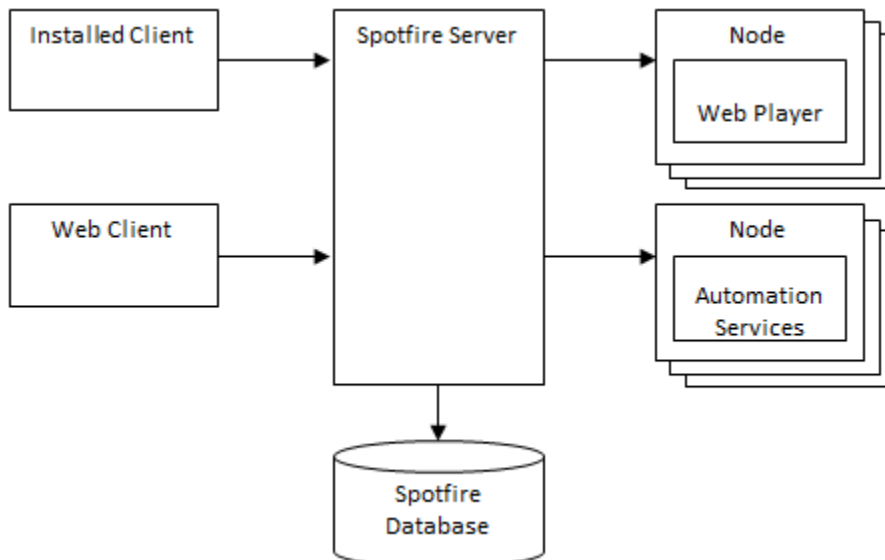 Installed Client
Spotfire Server
Node
Web Player
Web Client
Node
Automation
Services
Spotfire
Database